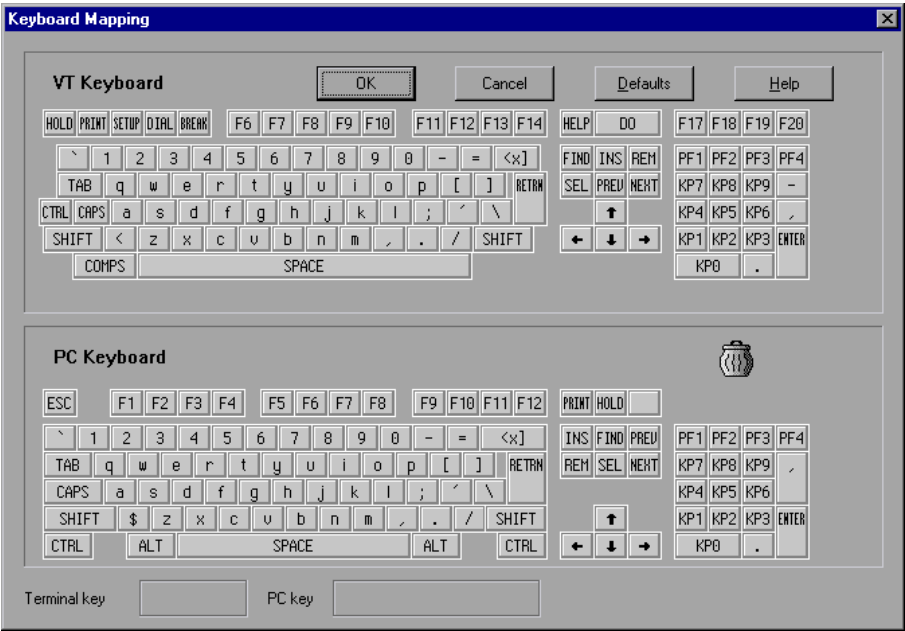 Keyboard Mapping
VT Keyboard OK Cancel Defaults Help
HOLD PRINT SETUP DIAL BREAK F6 F7 F8 F9 F10 F11 F12 F13 F14 HELP DO F17 F18 F19 F20
` 1 2 3 4 5 6 7 8 9 0 - = <x] FIND INS REM PF1 PF2 PF3 PF4
TAB q w e r t y u i o p [ ] RETRN SEL PREV NEXT KP7 KP8 KP9 -
CTRL CAPS a s d f g h j k l ; ´ \ ↑ KP4 KP5 KP6 ,
SHIFT < z x c v b n m , . / SHIFT ← ↓ → KP1 KP2 KP3 ENTER
COMPS SPACE KP0 .
PC Keyboard
ESC F1 F2 F3 F4 F5 F6 F7 F8 F9 F10 F11 F12 PRINT HOLD
` 1 2 3 4 5 6 7 8 9 0 - = <x] INS FIND PREV PF1 PF2 PF3 PF4
TAB q w e r t y u i o p [ ] RETRN REM SEL NEXT KP7 KP8 KP9 ,
CAPS a s d f g h j k l ; ´ \ KP4 KP5 KP6
SHIFT $ z x c v b n m , . / SHIFT ↑ KP1 KP2 KP3 ENTER
CTRL ALT SPACE ALT CTRL ← ↓ → KP0 .
Terminal key PC key